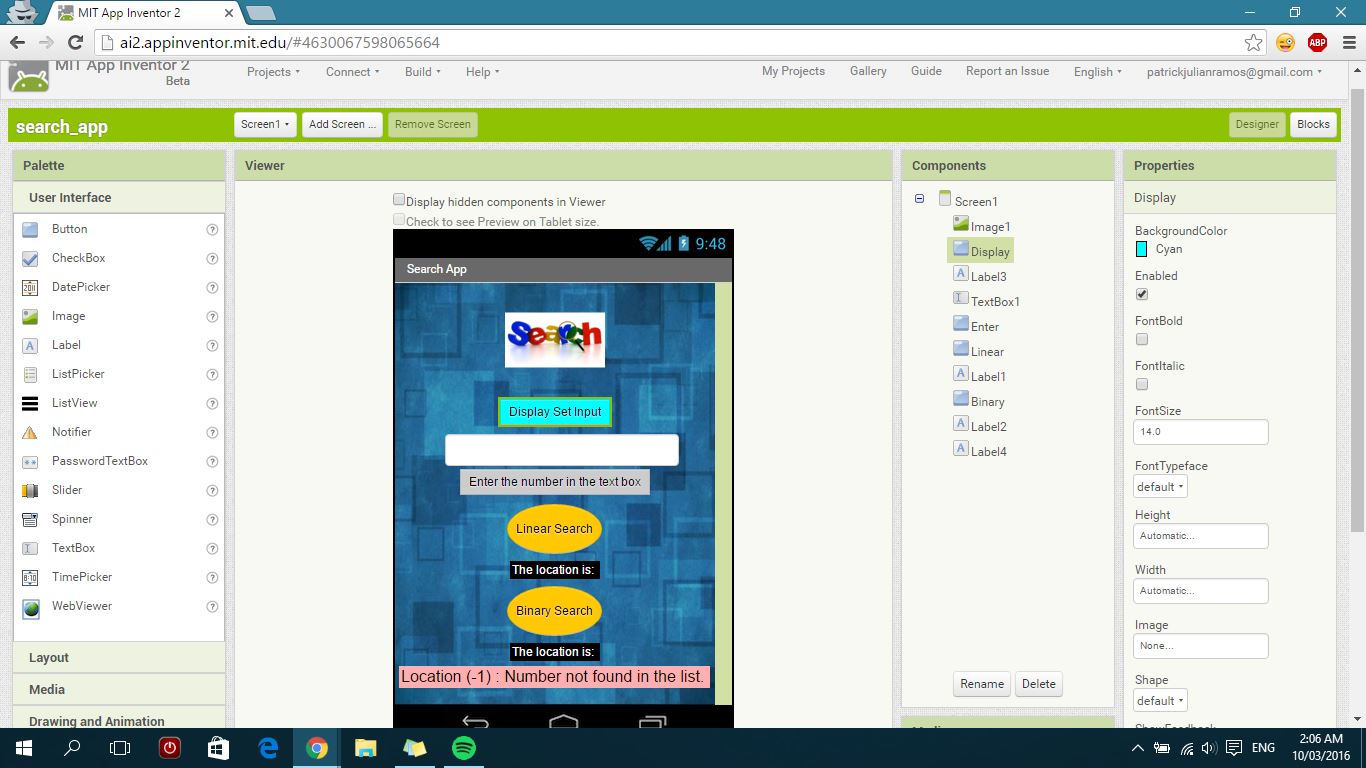 MIT App Inventor 2
ai2.appinventor.mit.edu/#4630067598065664
ABP
MIT App Inventor 2
Beta
Projects Connect Build Help My Projects Gallery Guide Report an Issue English patrickjulianramos@gmail.com
search_app Screen1 Add Screen ... Remove Screen Designer Blocks
Palette
User Interface
Button ?
CheckBox ?
DatePicker ?
Image ?
Label ?
ListPicker ?
ListView ?
Notifier ?
PasswordTextBox ?
Slider ?
Spinner ?
TextBox ?
TimePicker ?
WebViewer ?
Layout
Media
Drawing and Animation
Viewer
Display hidden components in Viewer
Check to see Preview on Tablet size.
9:48
Search App
Search
Display Set Input
Enter the number in the text box
Linear Search
The location is:
Binary Search
The location is:
Location (-1) : Number not found in the list.
Components
Screen1
Image1
Display
Label3
TextBox1
Enter
Linear
Label1
Binary
Label2
Label4
Rename Delete
Properties
Display
BackgroundColor
Cyan
Enabled
FontBold
FontItalic
FontSize
14.0
FontTypeface
default
Height
Automatic...
Width
Automatic...
Image
None...
Shape
default
ENG
2:06 AM
10/03/2016